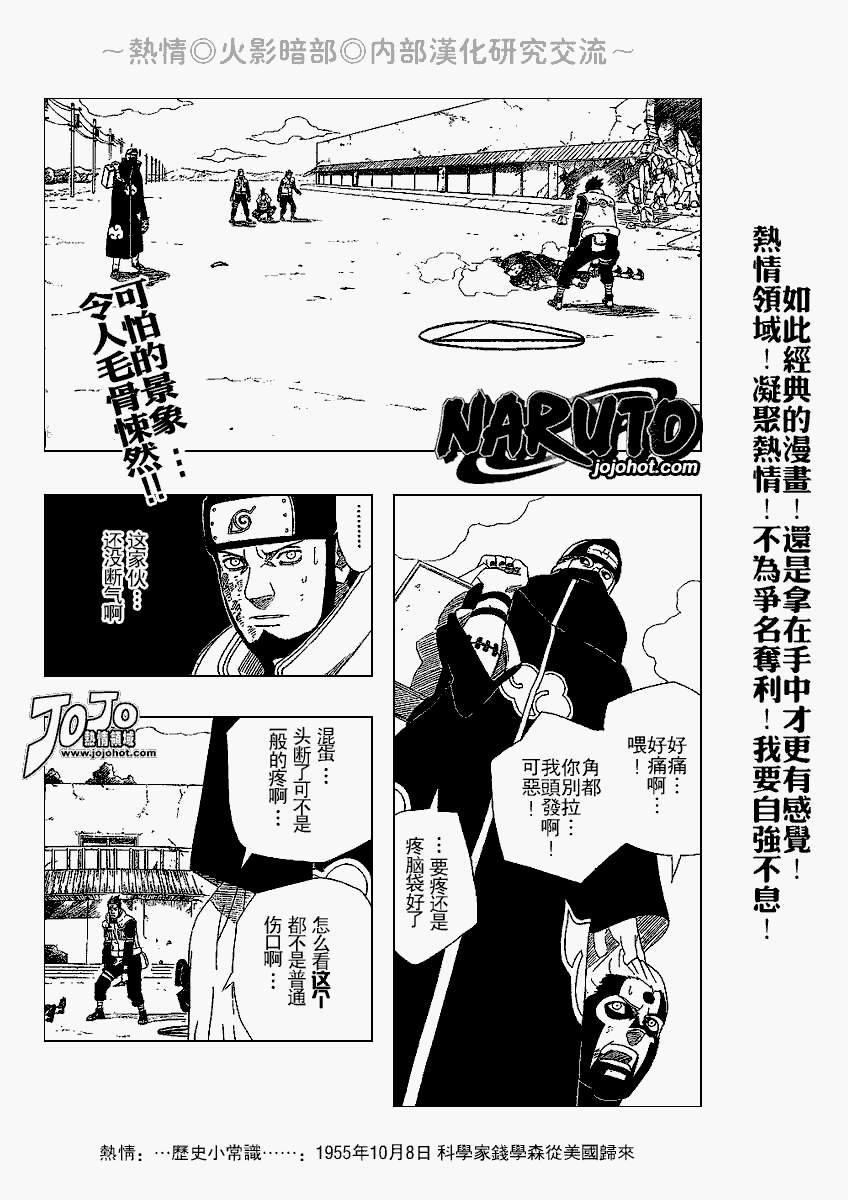 ～熱情◎火影暗部◎内部漢化研究交流～
如此經典的漫畫！還是拿在手中才更有感覺！
熱情領域！凝聚熱情！不為爭名奪利！我要自強不息！
可怕的景象…
令人毛骨悚然!!
NARUTO
jojohot.com
好痛…
好痛啊…
喂！
角都
你別拉…
我頭發啊！
可惡！
…要疼还是
疼脑袋好了
………
这家伙…
还没断气啊
JOJO
熱情領域
www.jojohot.com
混蛋…
头断了可不是
一般的疼啊…
怎么看这个
都不是普通
伤口啊…
熱情：…歷史小常識……：1955年10月8日 科學家錢學森從美國歸來